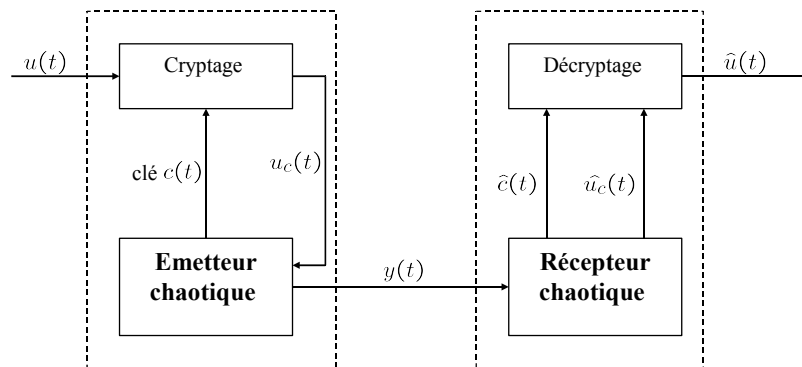 u(t)
Cryptage
clé c(t)
u_c(t)
Emetteur
chaotique
y(t)
Décryptage
û(t)
ĉ(t)
û_c(t)
Récepteur
chaotique